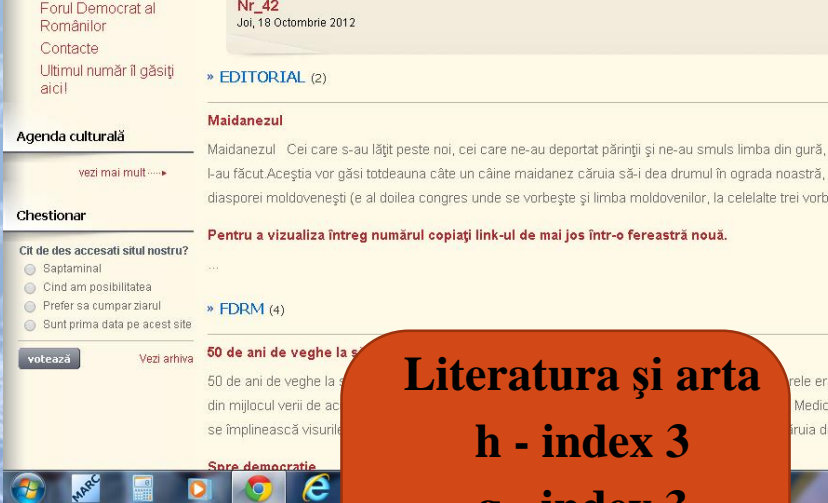 Forul Democrat al
Românilor
Contacte
Ultimul număr îl găsiţi
aici!
Agenda culturală
vezi mai mult
Chestionar
Cit de des accesati situl nostru?
Saptaminal
Cind am posibilitatea
Prefer sa cumpar ziarul
Sunt prima data pe acest site
votează Vezi arhiva
Nr_42
Joi, 18 Octombrie 2012
» EDITORIAL (2)
Maidanezul
Maidanezul Cei care s-au lăţit peste noi, cei care ne-au deportat părinţii şi ne-au smuls limba din gură,
l-au făcut.Aceştia vor găsi totdeauna câte un câine maidanez căruia să-i dea drumul în ograda noastră,
diasporei moldoveneşti (e al doilea congres unde se vorbeşte şi limba moldovenilor, la celelalte trei vorb
Pentru a vizualiza întreg numărul copiaţi link-ul de mai jos într-o fereastră nouă.
...
» FDRM (4)
50 de ani de veghe la
50 de ani de veghe la
din mijlocul verii de
se împlinească visurile
Spre democraţie
Medic
Literatura şi arta
h - index 3
g - index 3
MARC